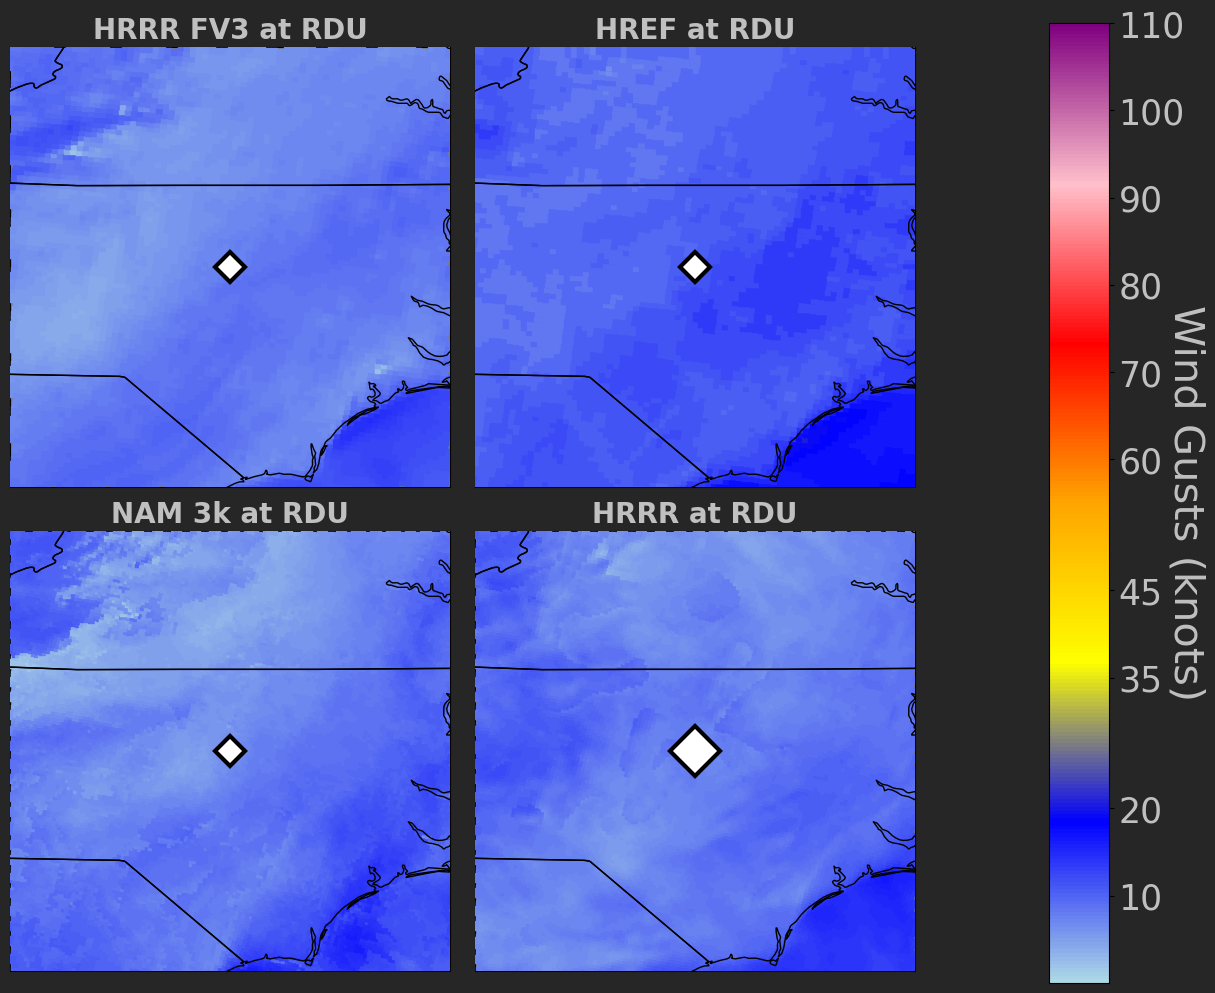 HRRR FV3 at RDU
HREF at RDU
NAM 3k at RDU
HRRR at RDU
110
100
90
80
70
60
45
35
20
10
Wind Gusts (knots)